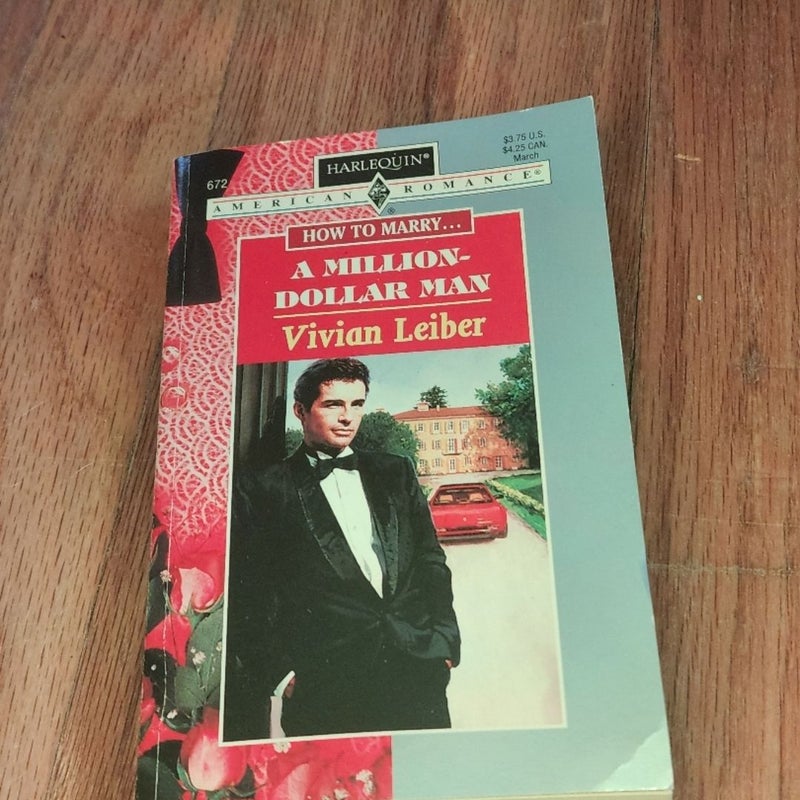 $3.75 U.S.
$4.25 CAN.
March
HARLEQUIN®
672
AMERICAN ROMANCE®
®
HOW TO MARRY...
A MILLION-
DOLLAR MAN
Vivian Leiber